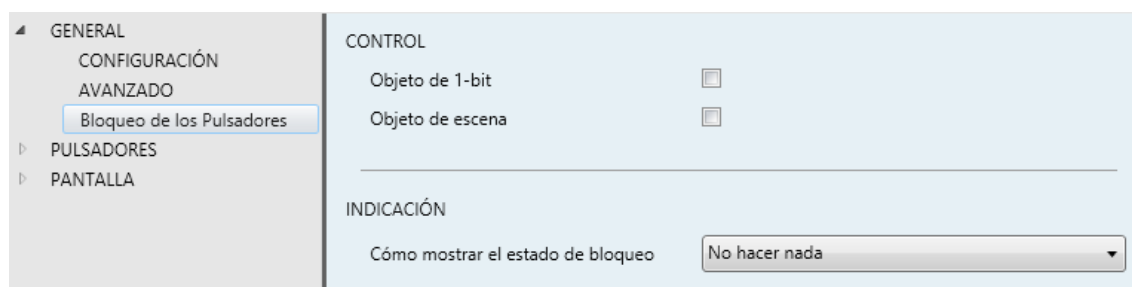 GENERAL
CONFIGURACIÓN
AVANZADO
Bloqueo de los Pulsadores
PULSADORES
PANTALLA
CONTROL
Objeto de 1-bit
Objeto de escena
INDICACIÓN
Cómo mostrar el estado de bloqueo
No hacer nada